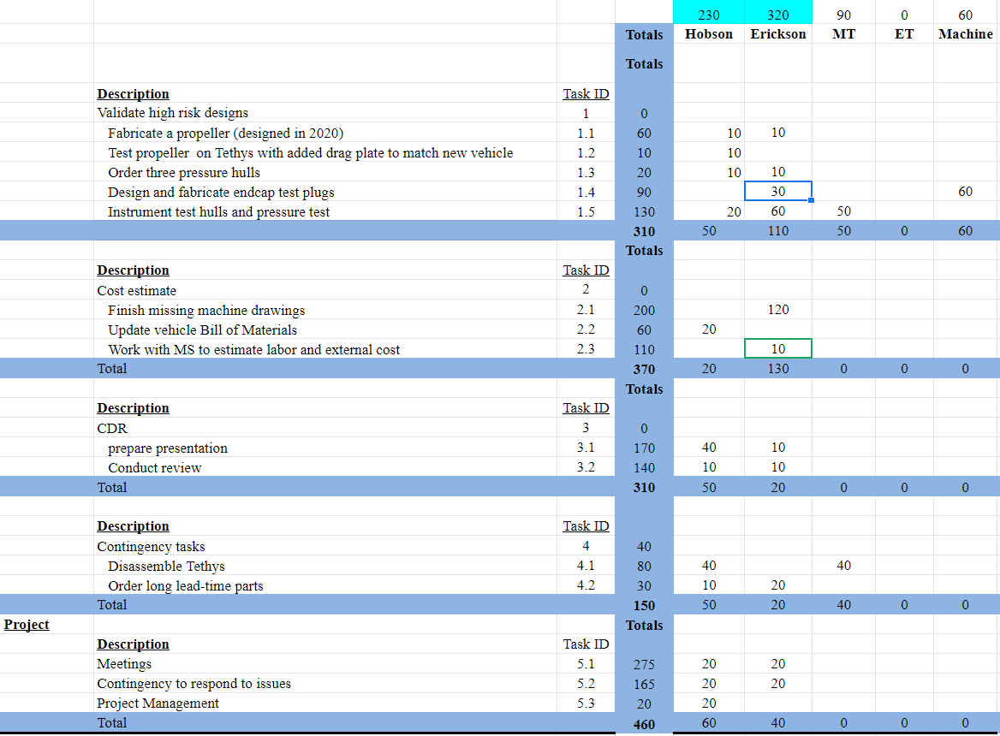 230 320 90 0 60
Totals Hobson Erickson MT ET Machine
Totals
Description Task ID
Validate high risk designs 1 0
Fabricate a propeller (designed in 2020) 1.1 60 10 10
Test propeller on Tethys with added drag plate to match new vehicle 1.2 10 10
Order three pressure hulls 1.3 20 10 10
Design and fabricate endcap test plugs 1.4 90 30 60
Instrument test hulls and pressure test 1.5 130 20 60 50
310 50 110 50 0 60
Totals
Description Task ID
Cost estimate 2 0
Finish missing machine drawings 2.1 200 120
Update vehicle Bill of Materials 2.2 60 20
Work with MS to estimate labor and external cost 2.3 110 10
Total 370 20 130 0 0 0
Totals
Description Task ID
CDR 3 0
prepare presentation 3.1 170 40 10
Conduct review 3.2 140 10 10
Total 310 50 20 0 0 0
Description Task ID
Contingency tasks 4 40
Disassemble Tethys 4.1 80 40 40
Order long lead-time parts 4.2 30 10 20
Total 150 50 20 40 0 0
Project Totals
Description Task ID
Meetings 5.1 275 20 20
Contingency to respond to issues 5.2 165 20 20
Project Management 5.3 20 20
Total 460 60 40 0 0 0